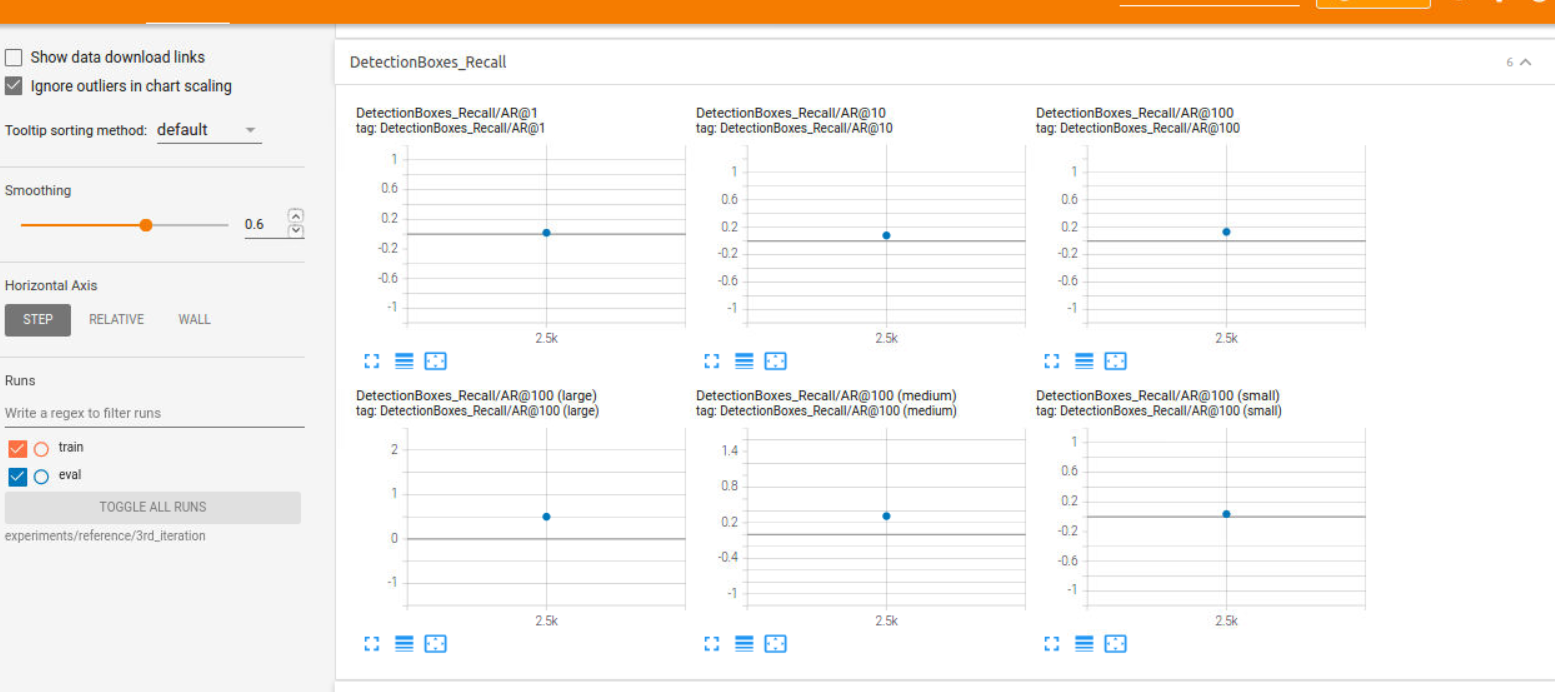 Show data download links
Ignore outliers in chart scaling
Tooltip sorting method: default
Smoothing
0.6
Horizontal Axis
STEP RELATIVE WALL
Runs
Write a regex to filter runs
train
eval
TOGGLE ALL RUNS
experiments/reference/3rd_iteration
DetectionBoxes_Recall
6
DetectionBoxes_Recall/AR@1
tag: DetectionBoxes_Recall/AR@1
1
0.6
0.2
-0.2
-0.6
-1
2.5k
DetectionBoxes_Recall/AR@10
tag: DetectionBoxes_Recall/AR@10
1
0.6
0.2
-0.2
-0.6
-1
2.5k
DetectionBoxes_Recall/AR@100
tag: DetectionBoxes_Recall/AR@100
1
0.6
0.2
-0.2
-0.6
-1
2.5k
DetectionBoxes_Recall/AR@100 (large)
tag: DetectionBoxes_Recall/AR@100 (large)
2
1
0
-1
2.5k
DetectionBoxes_Recall/AR@100 (medium)
tag: DetectionBoxes_Recall/AR@100 (medium)
1.4
0.8
0.2
-0.4
-1
2.5k
DetectionBoxes_Recall/AR@100 (small)
tag: DetectionBoxes_Recall/AR@100 (small)
1
0.6
0.2
-0.2
-0.6
-1
2.5k